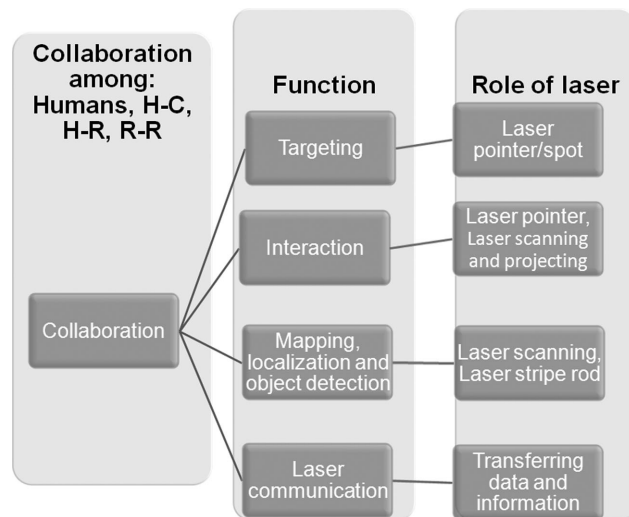 Collaboration
among:
Humans, H-C,
H-R, R-R
Collaboration
Function
Targeting
Interaction
Mapping,
localization and
object detection
Laser
communication
Role of laser
Laser
pointer/spot
Laser pointer,
Laser scanning
and projecting
Laser scanning,
Laser stripe rod
Transferring
data and
information